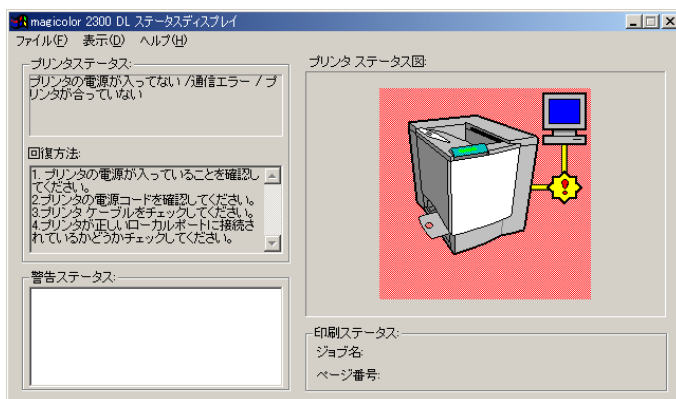 magicolor 2300 DL ステータスディスプレイ
ファイル(F) 表示(D) ヘルプ(H)
プリンタステータス:
プリンタの電源が入ってない /通信エラー / プ
リンタが合っていない
回復方法:
1. プリンタの電源が入っていることを確認し
てください。
2.プリンタの電源コードを確認してください。
3.プリンタ ケーブルをチェックしてください。
4.プリンタが正しいローカルポートに接続さ
れているかどうかチェックしてください。
警告ステータス:
プリンタ ステータス図:
印刷ステータス:
ジョブ名:
ページ番号: